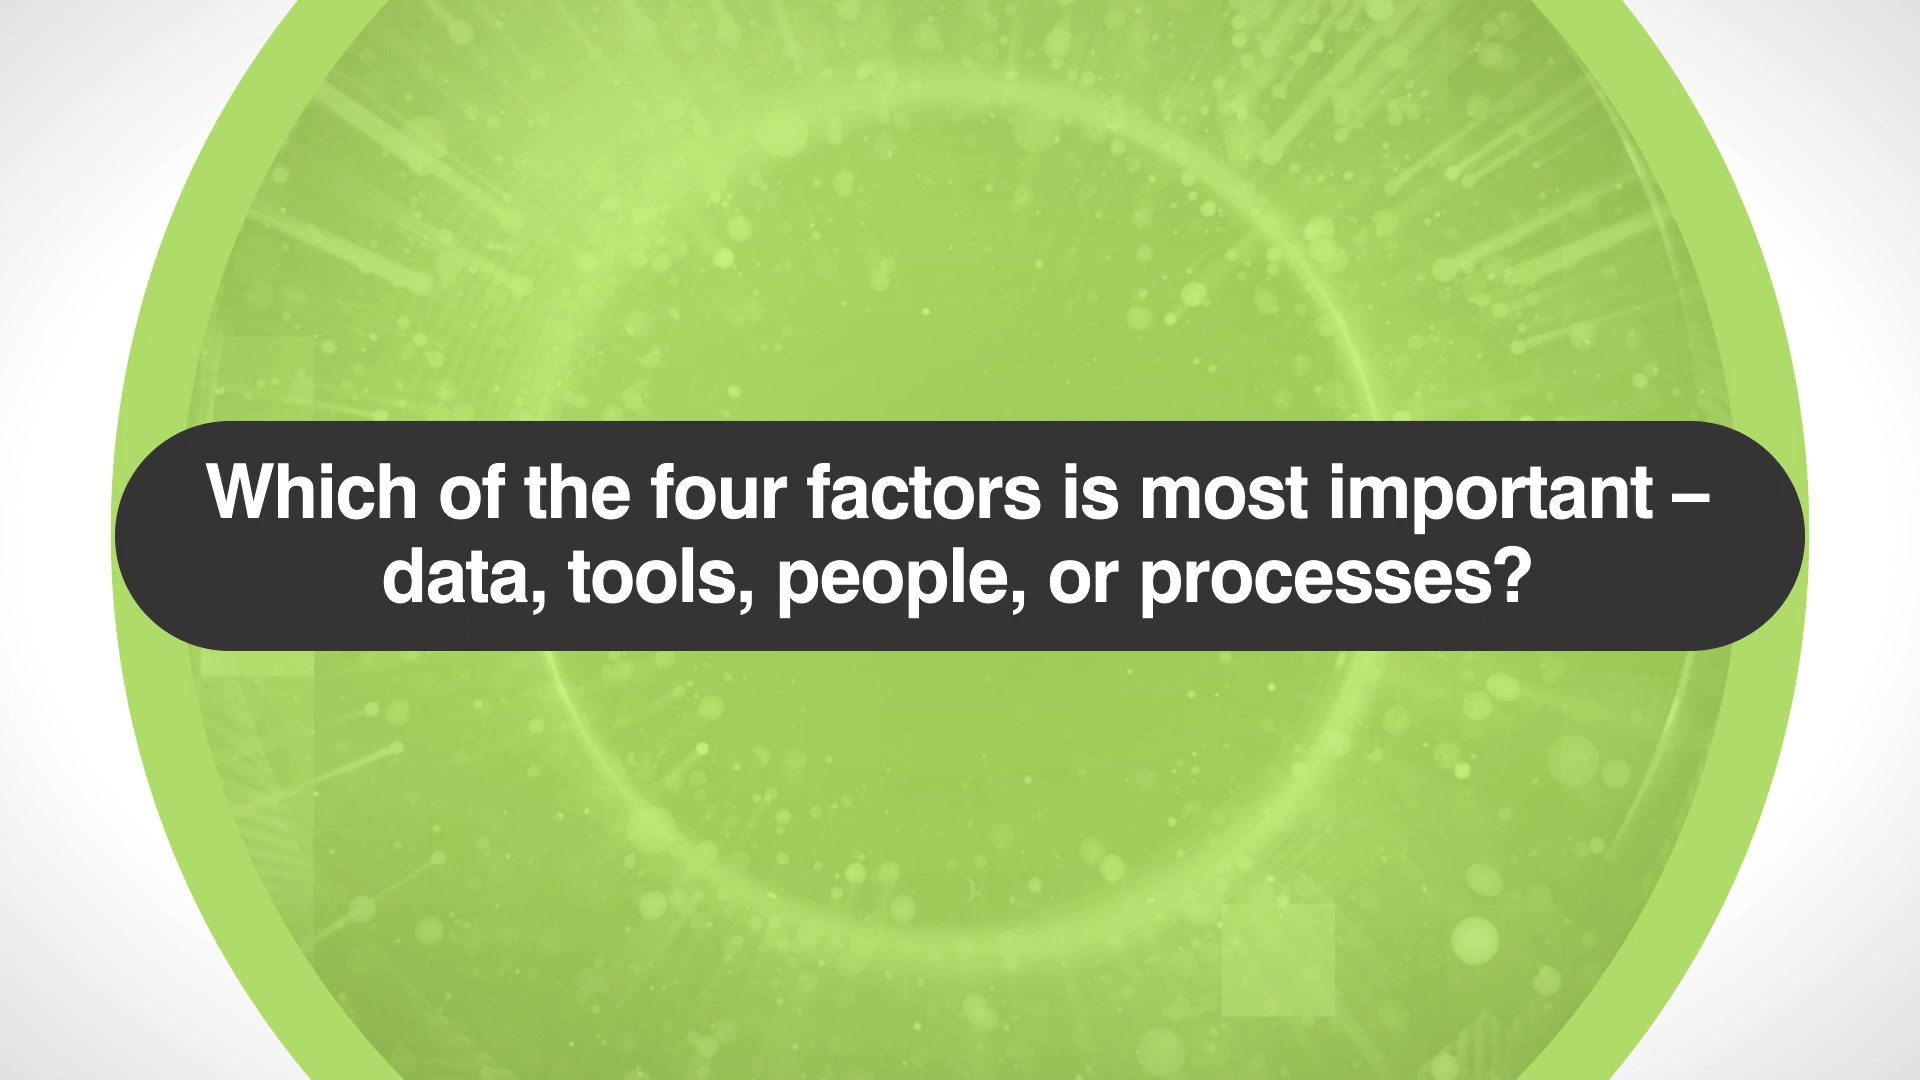 Which of the four factors is most important –
data, tools, people, or processes?